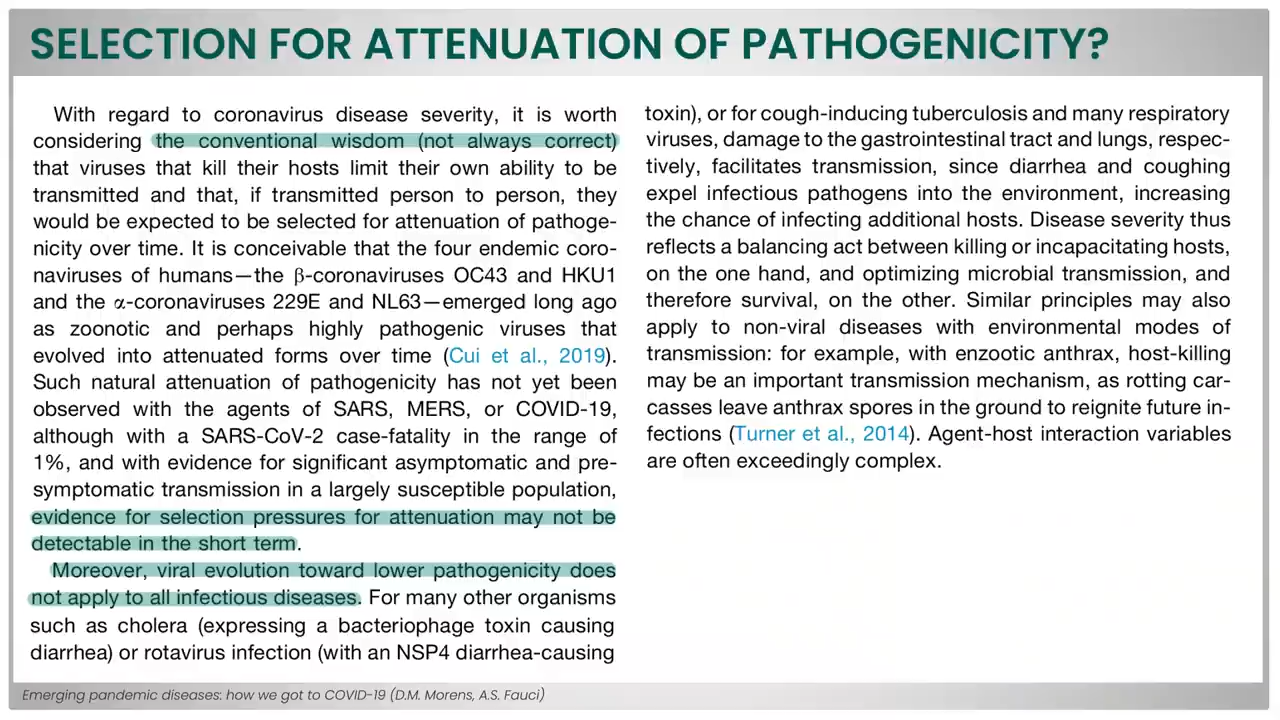 SELECTION FOR ATTENUATION OF PATHOGENICITY?
With regard to coronavirus disease severity, it is worth
considering the conventional wisdom (not always correct)
that viruses that kill their hosts limit their own ability to be
transmitted and that, if transmitted person to person, they
would be expected to be selected for attenuation of pathoge-
nicity over time. It is conceivable that the four endemic coro-
naviruses of humans—the β-coronaviruses OC43 and HKU1
and the α-coronaviruses 229E and NL63—emerged long ago
as zoonotic and perhaps highly pathogenic viruses that
evolved into attenuated forms over time (Cui et al., 2019).
Such natural attenuation of pathogenicity has not yet been
observed with the agents of SARS, MERS, or COVID-19,
although with a SARS-CoV-2 case-fatality in the range of
1%, and with evidence for significant asymptomatic and pre-
symptomatic transmission in a largely susceptible population,
evidence for selection pressures for attenuation may not be
detectable in the short term.
Moreover, viral evolution toward lower pathogenicity does
not apply to all infectious diseases. For many other organisms
such as cholera (expressing a bacteriophage toxin causing
diarrhea) or rotavirus infection (with an NSP4 diarrhea-causing
toxin), or for cough-inducing tuberculosis and many respiratory
viruses, damage to the gastrointestinal tract and lungs, respec-
tively, facilitates transmission, since diarrhea and coughing
expel infectious pathogens into the environment, increasing
the chance of infecting additional hosts. Disease severity thus
reflects a balancing act between killing or incapacitating hosts,
on the one hand, and optimizing microbial transmission, and
therefore survival, on the other. Similar principles may also
apply to non-viral diseases with environmental modes of
transmission: for example, with enzootic anthrax, host-killing
may be an important transmission mechanism, as rotting car-
casses leave anthrax spores in the ground to reignite future in-
fections (Turner et al., 2014). Agent-host interaction variables
are often exceedingly complex.
Emerging pandemic diseases: how we got to COVID-19 (D.M. Morens, A.S. Fauci)